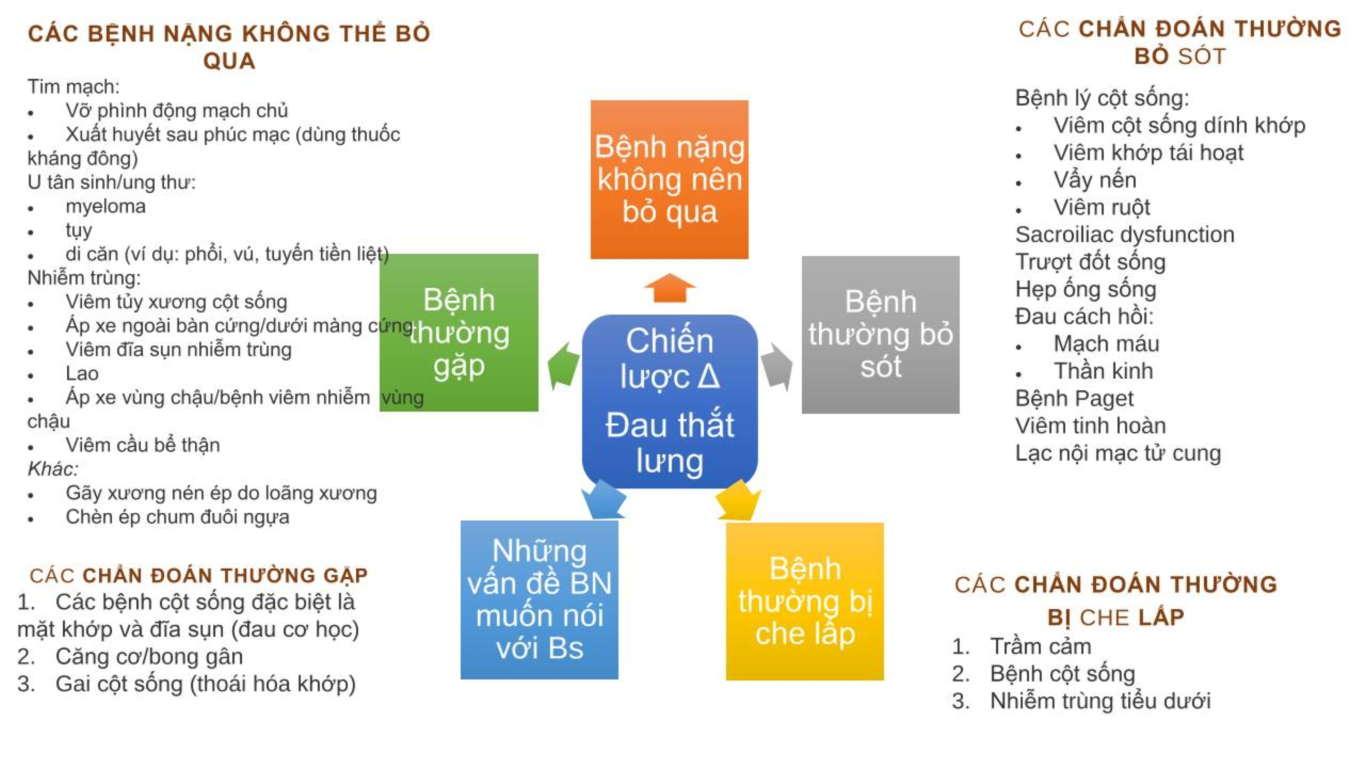 CÁC BỆNH NẶNG KHÔNG THỂ BỎ
QUA
Tim mạch:
• Vỡ phình động mạch chủ
• Xuất huyết sau phúc mạc (dùng thuốc
kháng đông)
U tân sinh/ung thư:
• myeloma
• tụy
• di căn (ví dụ: phổi, vú, tuyến tiền liệt)
Nhiễm trùng:
• Viêm tủy xương cột sống
• Áp xe ngoài bàn cứng/dưới màng cứng
• Viêm đĩa sụn nhiễm trùng
• Lao
• Áp xe vùng chậu/bệnh viêm nhiễm vùng
chậu
• Viêm cầu bể thận
Khác:
• Gãy xương nén ép do loãng xương
• Chèn ép chum đuôi ngựa
CÁC CHẨN ĐOÁN THƯỜNG GẶP
1. Các bệnh cột sống đặc biệt là
mặt khớp và đĩa sụn (đau cơ học)
2. Căng cơ/bong gân
3. Gai cột sống (thoái hóa khớp)
Bệnh nặng
không nên
bỏ qua
Bệnh
thường
gặp
Chiến
lược Δ
Đau thắt
lưng
Bệnh
thường bỏ
sót
Những
vấn đề BN
muốn nói
với Bs
Bệnh
thường bị
che lấp
CÁC CHẨN ĐOÁN THƯỜNG
BỎ SÓT
Bệnh lý cột sống:
• Viêm cột sống dính khớp
• Viêm khớp tái hoạt
• Vẩy nến
• Viêm ruột
Sacroiliac dysfunction
Trượt đốt sống
Hẹp ống sống
Đau cách hồi:
• Mạch máu
• Thần kinh
Bệnh Paget
Viêm tinh hoàn
Lạc nội mạc tử cung
CÁC CHẨN ĐOÁN THƯỜNG
BỊ CHE LẤP
1. Trầm cảm
2. Bệnh cột sống
3. Nhiễm trùng tiểu dưới